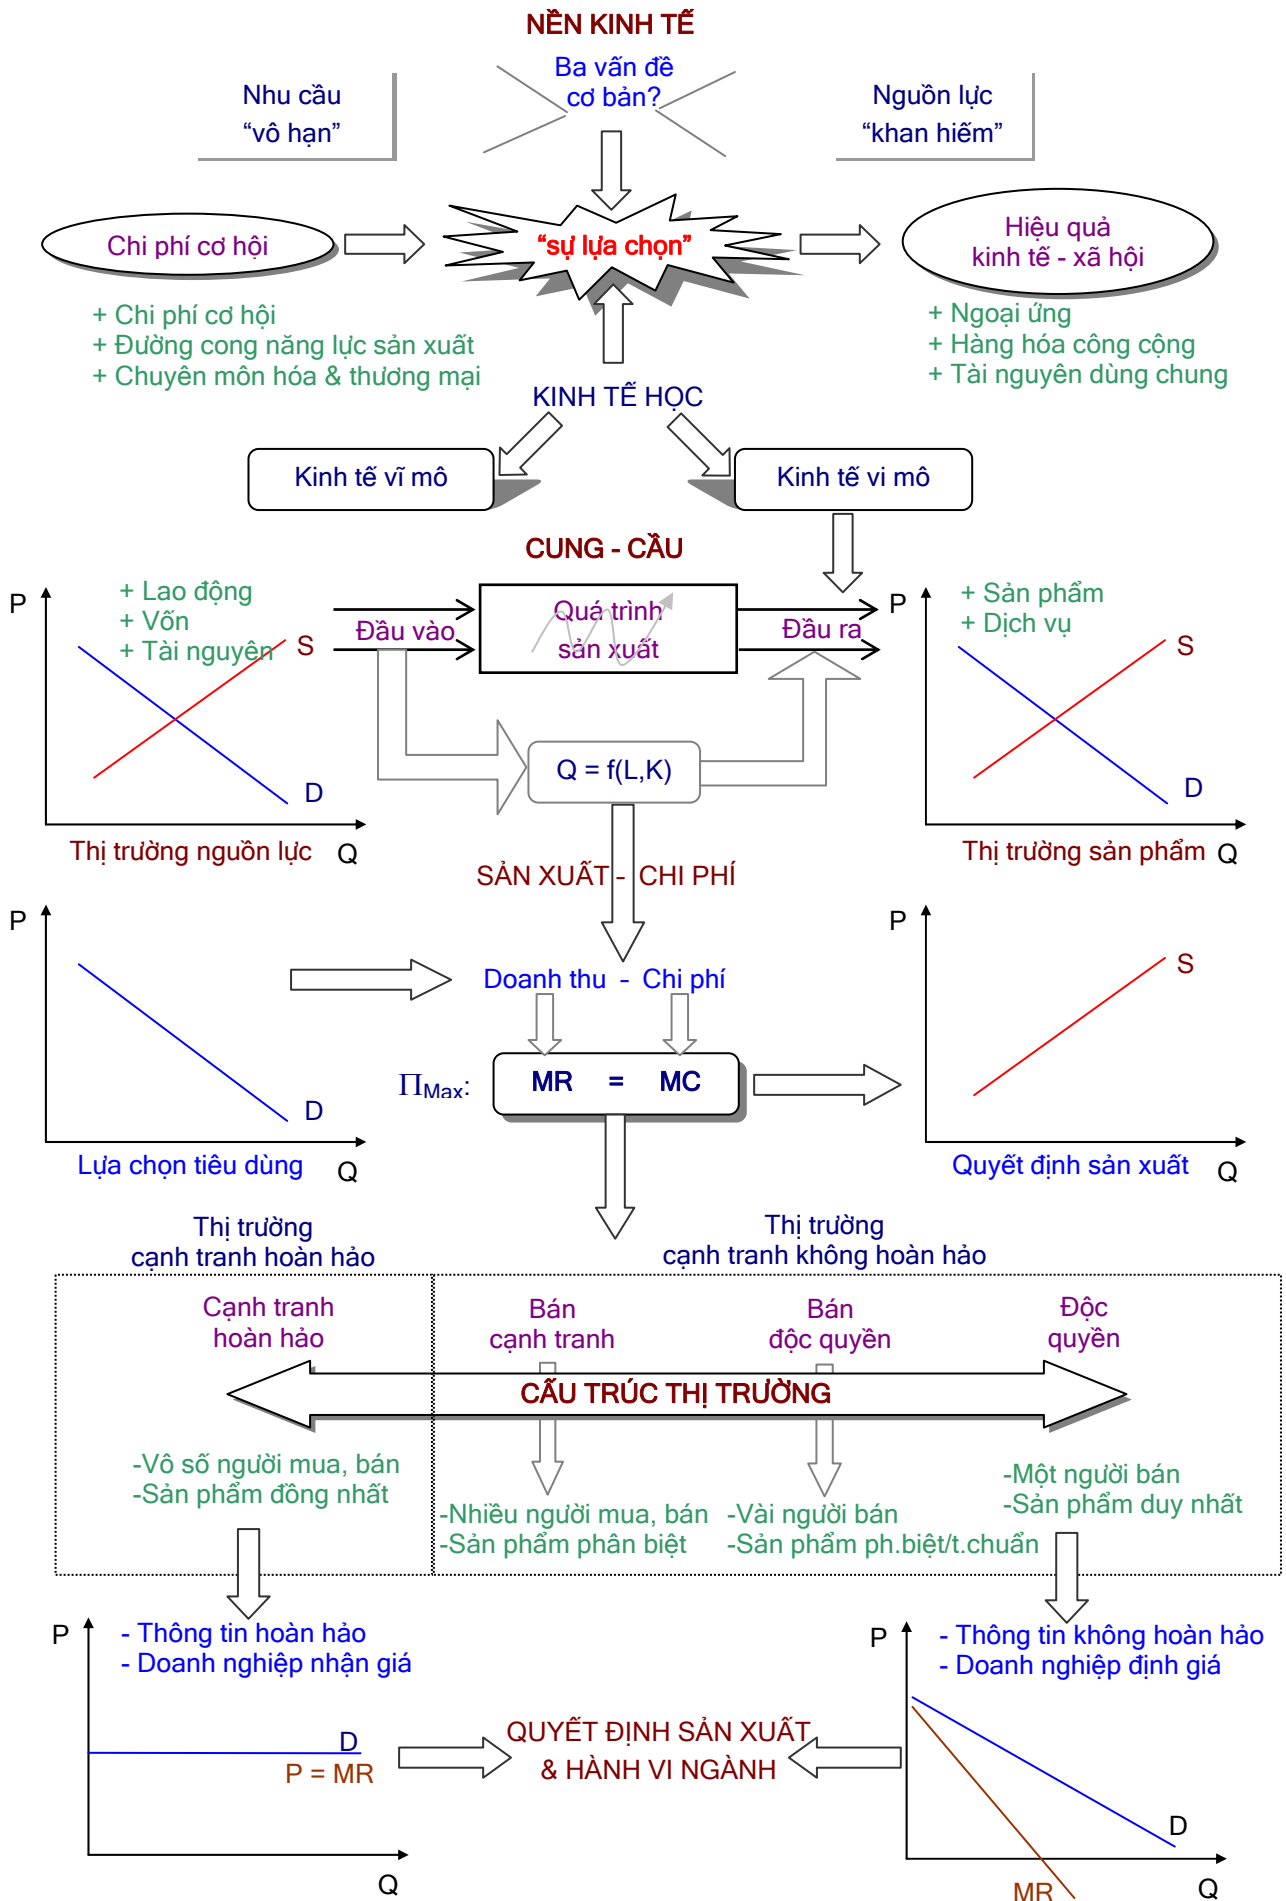 NỀN KINH TẾ
Ba vấn đề
cơ bản?
Nhu cầu
“vô hạn”
Nguồn lực
“khan hiếm”
Chi phí cơ hội
“sự lựa chọn”
Hiệu quả
kinh tế - xã hội
+ Chi phí cơ hội
+ Đường cong năng lực sản xuất
+ Chuyên môn hóa & thương mại
+ Ngoại ứng
+ Hàng hóa công cộng
+ Tài nguyên dùng chung
KINH TẾ HỌC
Kinh tế vĩ mô
Kinh tế vi mô
CUNG - CẦU
P
+ Lao động
+ Vốn
+ Tài nguyên
S
D
Q
Thị trường nguồn lực
Đầu vào
Quá trình
sản xuất
Đầu ra
P
+ Sản phẩm
+ Dịch vụ
S
D
Q
Thị trường sản phẩm
Q = f(L,K)
SẢN XUẤT - CHI PHÍ
P
D
Q
Lựa chọn tiêu dùng
Doanh thu - Chi phí
ΠMax:
MR = MC
P
S
Q
Quyết định sản xuất
Thị trường
cạnh tranh hoàn hảo
Thị trường
cạnh tranh không hoàn hảo
Cạnh tranh
hoàn hảo
Bán
cạnh tranh
Bán
độc quyền
Độc
quyền
CẤU TRÚC THỊ TRƯỜNG
-Vô số người mua, bán
-Sản phẩm đồng nhất
-Nhiều người mua, bán
-Sản phẩm phân biệt
-Vài người bán
-Sản phẩm ph.biệt/t.chuẩn
-Một người bán
-Sản phẩm duy nhất
P
- Thông tin hoàn hảo
- Doanh nghiệp nhận giá
D
P = MR
Q
QUYẾT ĐỊNH SẢN XUẤT
& HÀNH VI NGÀNH
P
- Thông tin không hoàn hảo
- Doanh nghiệp định giá
D
MR
Q